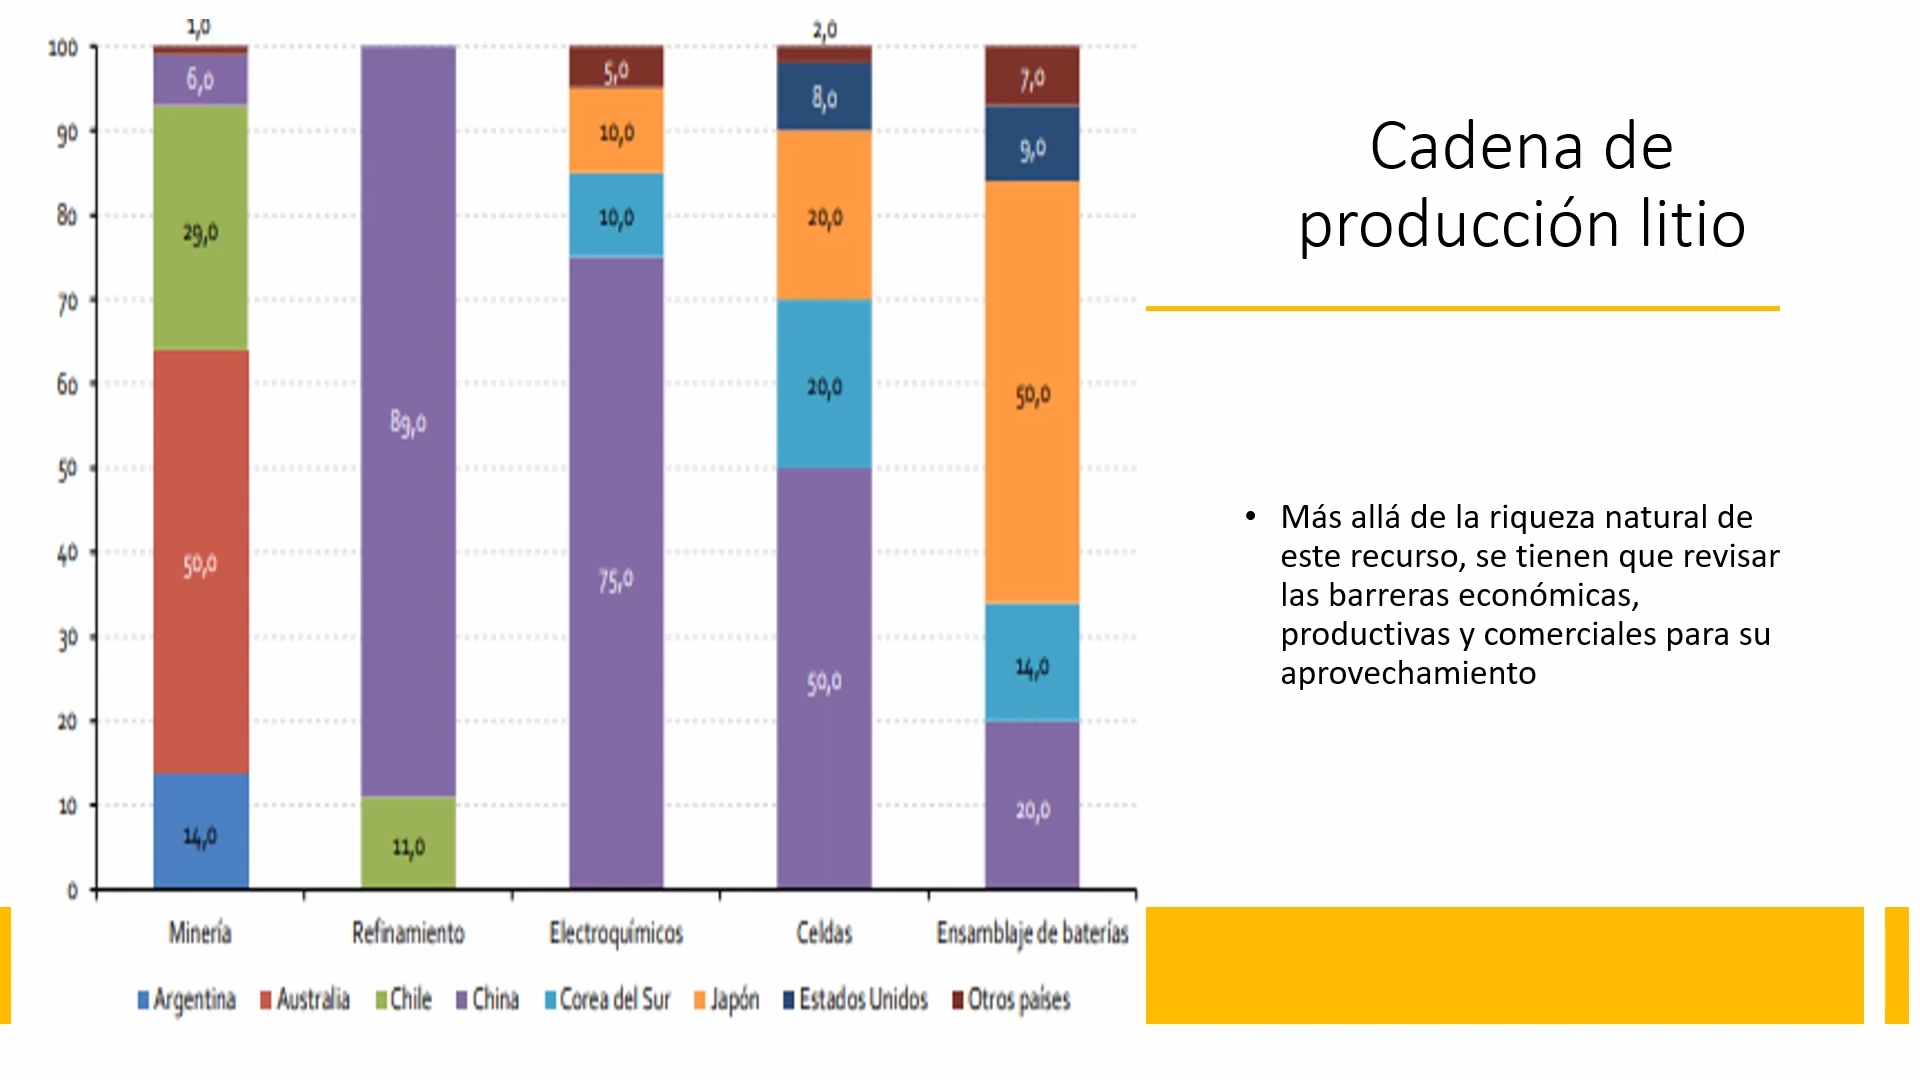 Cadena de
producción litio
• Más allá de la riqueza natural de
este recurso, se tienen que revisar
las barreras económicas,
productivas y comerciales para su
aprovechamiento
1,0 2,0
100
6,0 5,0 8,0 7,0
90 10,0 9,0
29,0
80 10,0 20,0
70
60 20,0 50,0
89,0
50
50,0 75,0
40
30
14,0
50,0
20
20,0
10
14,0 11,0
0
Minería Refinamiento Electroquímicos Celdas Ensamblaje de baterías
Argentina Australia Chile China Corea del Sur Japón Estados Unidos Otros países